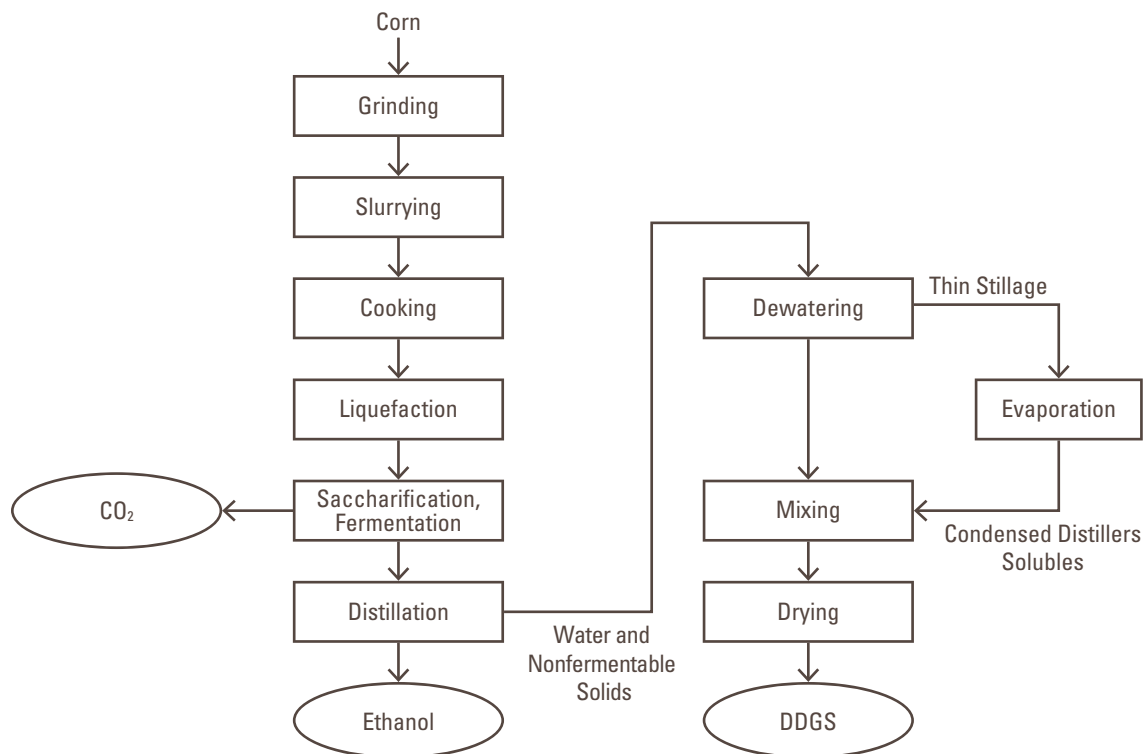 Corn
Grinding
Slurrying
Cooking
Liquefaction
Saccharification,
Fermentation
CO₂
Distillation
Ethanol
Water and
Nonfermentable
Solids
Dewatering
Thin Stillage
Evaporation
Mixing
Condensed Distillers
Solubles
Drying
DDGS